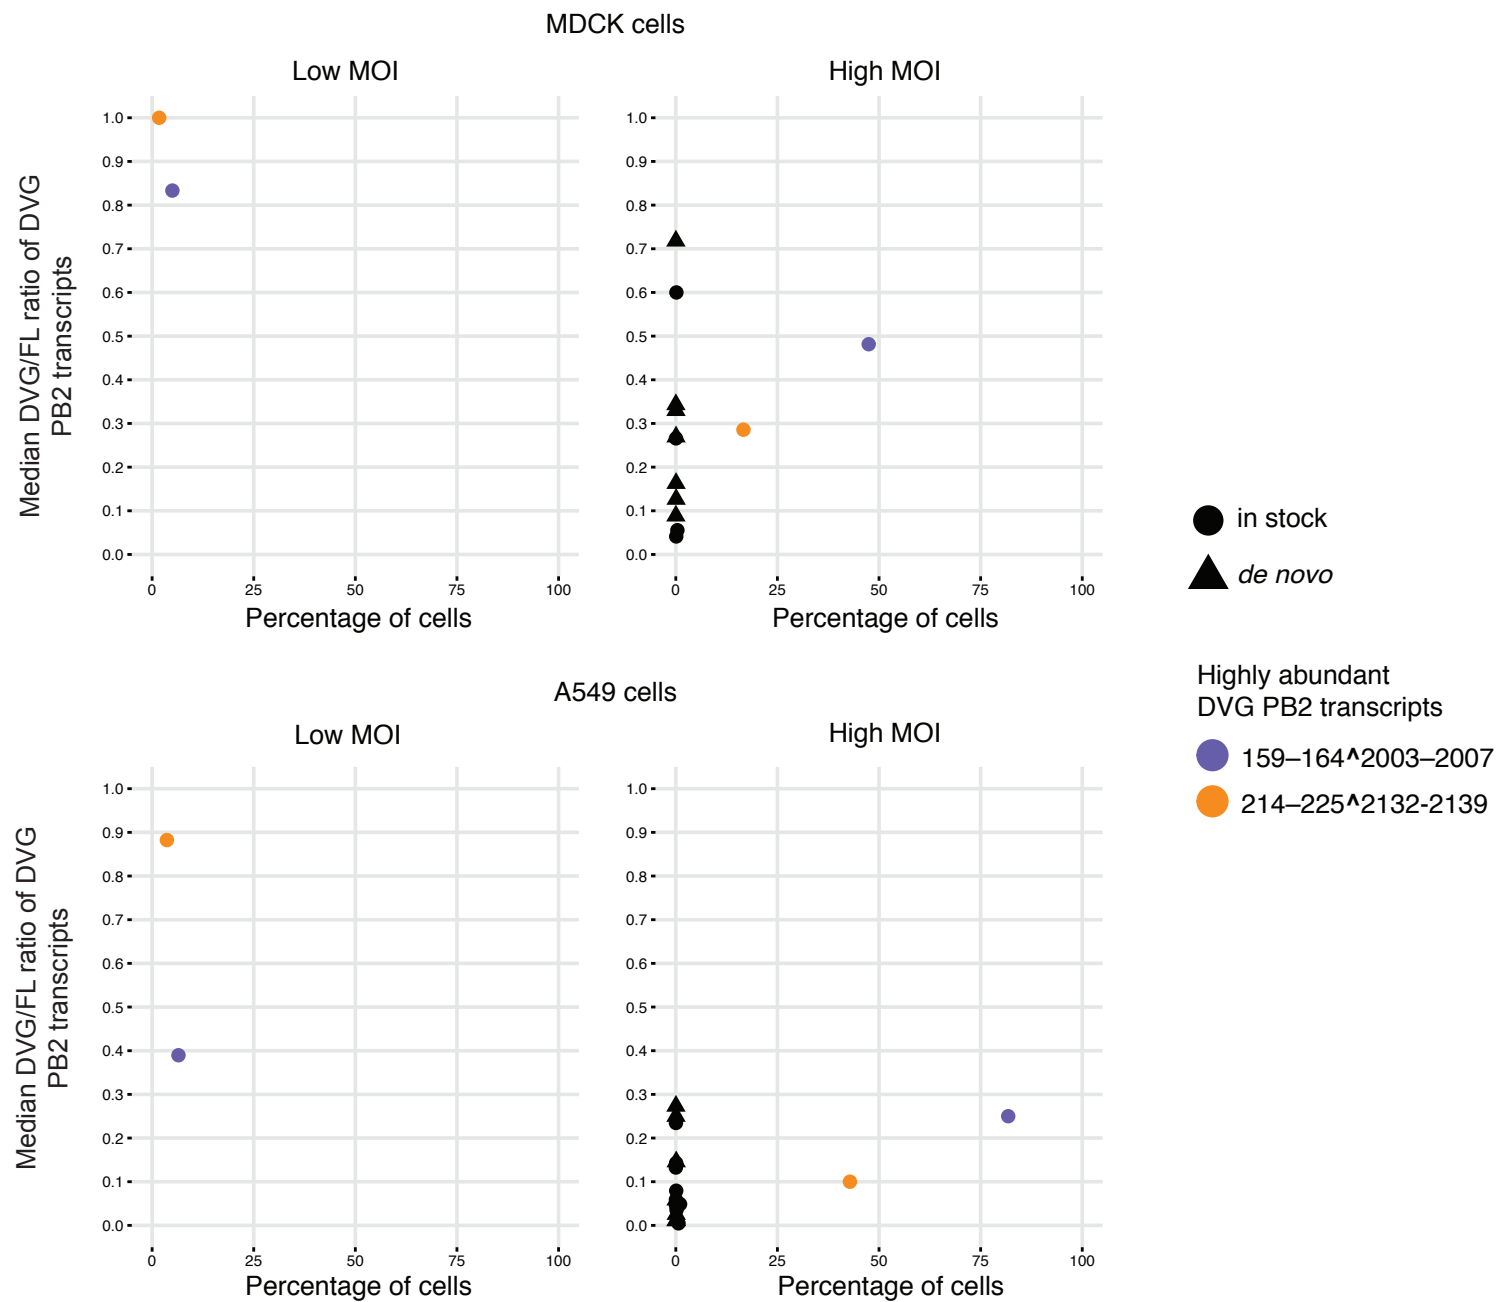 MDCK cells
Low MOI
High MOI
Median DVG/FL ratio of DVG
PB2 transcripts
1.0
0.9
0.8
0.7
0.6
0.5
0.4
0.3
0.2
0.1
0.0
0 25 50 75 100
Percentage of cells
1.0
0.9
0.8
0.7
0.6
0.5
0.4
0.3
0.2
0.1
0.0
0 25 50 75 100
Percentage of cells
in stock
de novo
Highly abundant
DVG PB2 transcripts
159–164^2003–2007
214–225^2132-2139
A549 cells
Low MOI
High MOI
Median DVG/FL ratio of DVG
PB2 transcripts
1.0
0.9
0.8
0.7
0.6
0.5
0.4
0.3
0.2
0.1
0.0
0 25 50 75 100
Percentage of cells
1.0
0.9
0.8
0.7
0.6
0.5
0.4
0.3
0.2
0.1
0.0
0 25 50 75 100
Percentage of cells